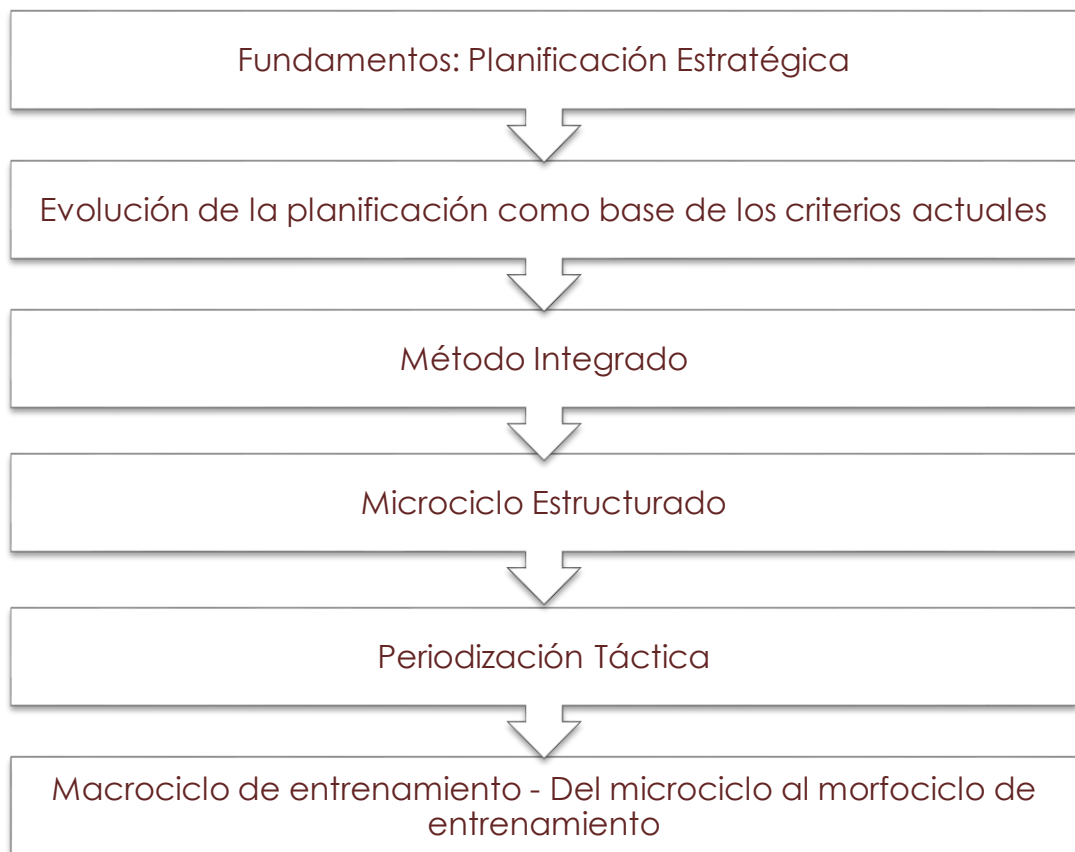 Fundamentos: Planificación Estratégica
Evolución de la planificación como base de los criterios actuales
Método Integrado
Microciclo Estructurado
Periodización Táctica
Macrociclo de entrenamiento - Del microciclo al morfociclo de
entrenamiento